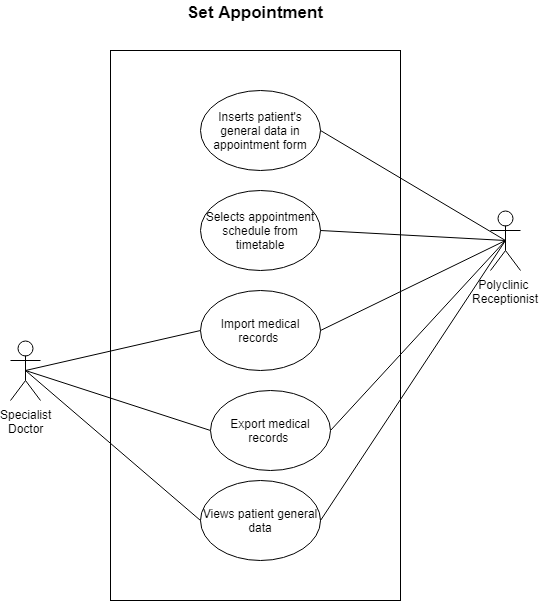 Set Appointment
Inserts patient's
general data in
appointment form
Selects appointment
schedule from
timetable
Polyclinic
Receptionist
Import medical
records
Specialist
Doctor
Export medical
records
Views patient general
data